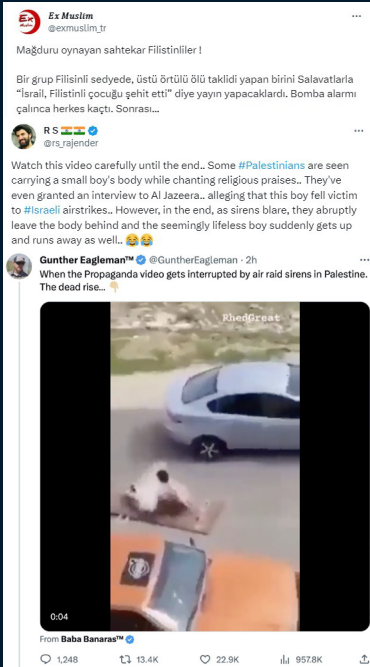 Ex Muslim
@exmuslim_tr
Mağduru oynayan sahtekar Filistinliler !
Bir grup Filisinli sedyede, üstü örtülü ölü taklidi yapan birini Salavatlarla
“İsrail, Filistinli çocuğu şehit etti” diye yayın yapacaklardı. Bomba alarmı
çalınca herkes kaçtı. Sonrası...
R S
@rs_rajender
Watch this video carefully until the end.. Some #Palestinians are seen
carrying a small boy's body while chanting religious praises.. They've
even granted an interview to Al Jazeera.. alleging that this boy fell victim
to #Israeli airstrikes.. However, in the end, as sirens blare, they abruptly
leave the body behind and the seemingly lifeless boy suddenly gets up
and runs away as well.. 😂😂
Gunther Eagleman™ @GuntherEagleman · 2h
When the Propaganda video gets interrupted by air raid sirens in Palestine.
The dead rise... 👇🏻
RhedGreat
0:04
From Baba Banaras™
1,248 13.4K 22.9K 957.8K